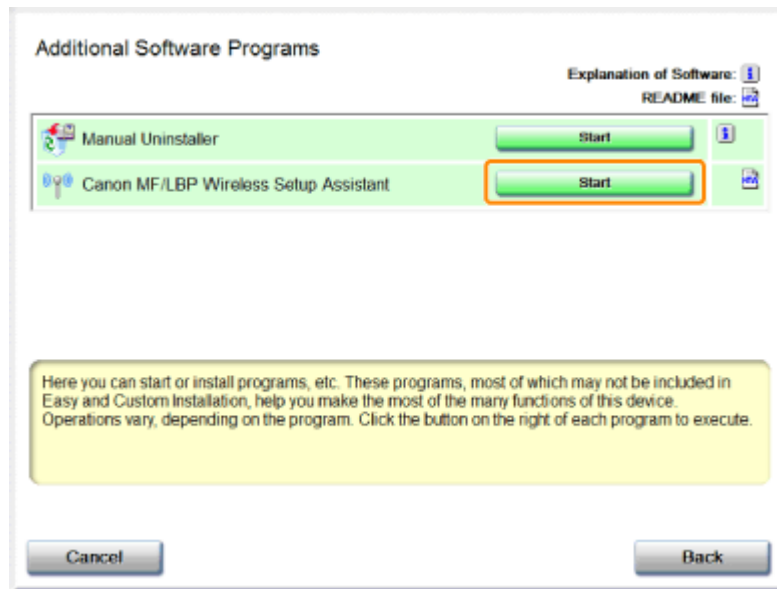 Additional Software Programs
Explanation of Software:
README file:
Manual Uninstaller
Start
Canon MF/LBP Wireless Setup Assistant
Start
Here you can start or install programs, etc. These programs, most of which may not be included in
Easy and Custom Installation, help you make the most of the many functions of this device.
Operations vary, depending on the program. Click the button on the right of each program to execute.
Cancel
Back